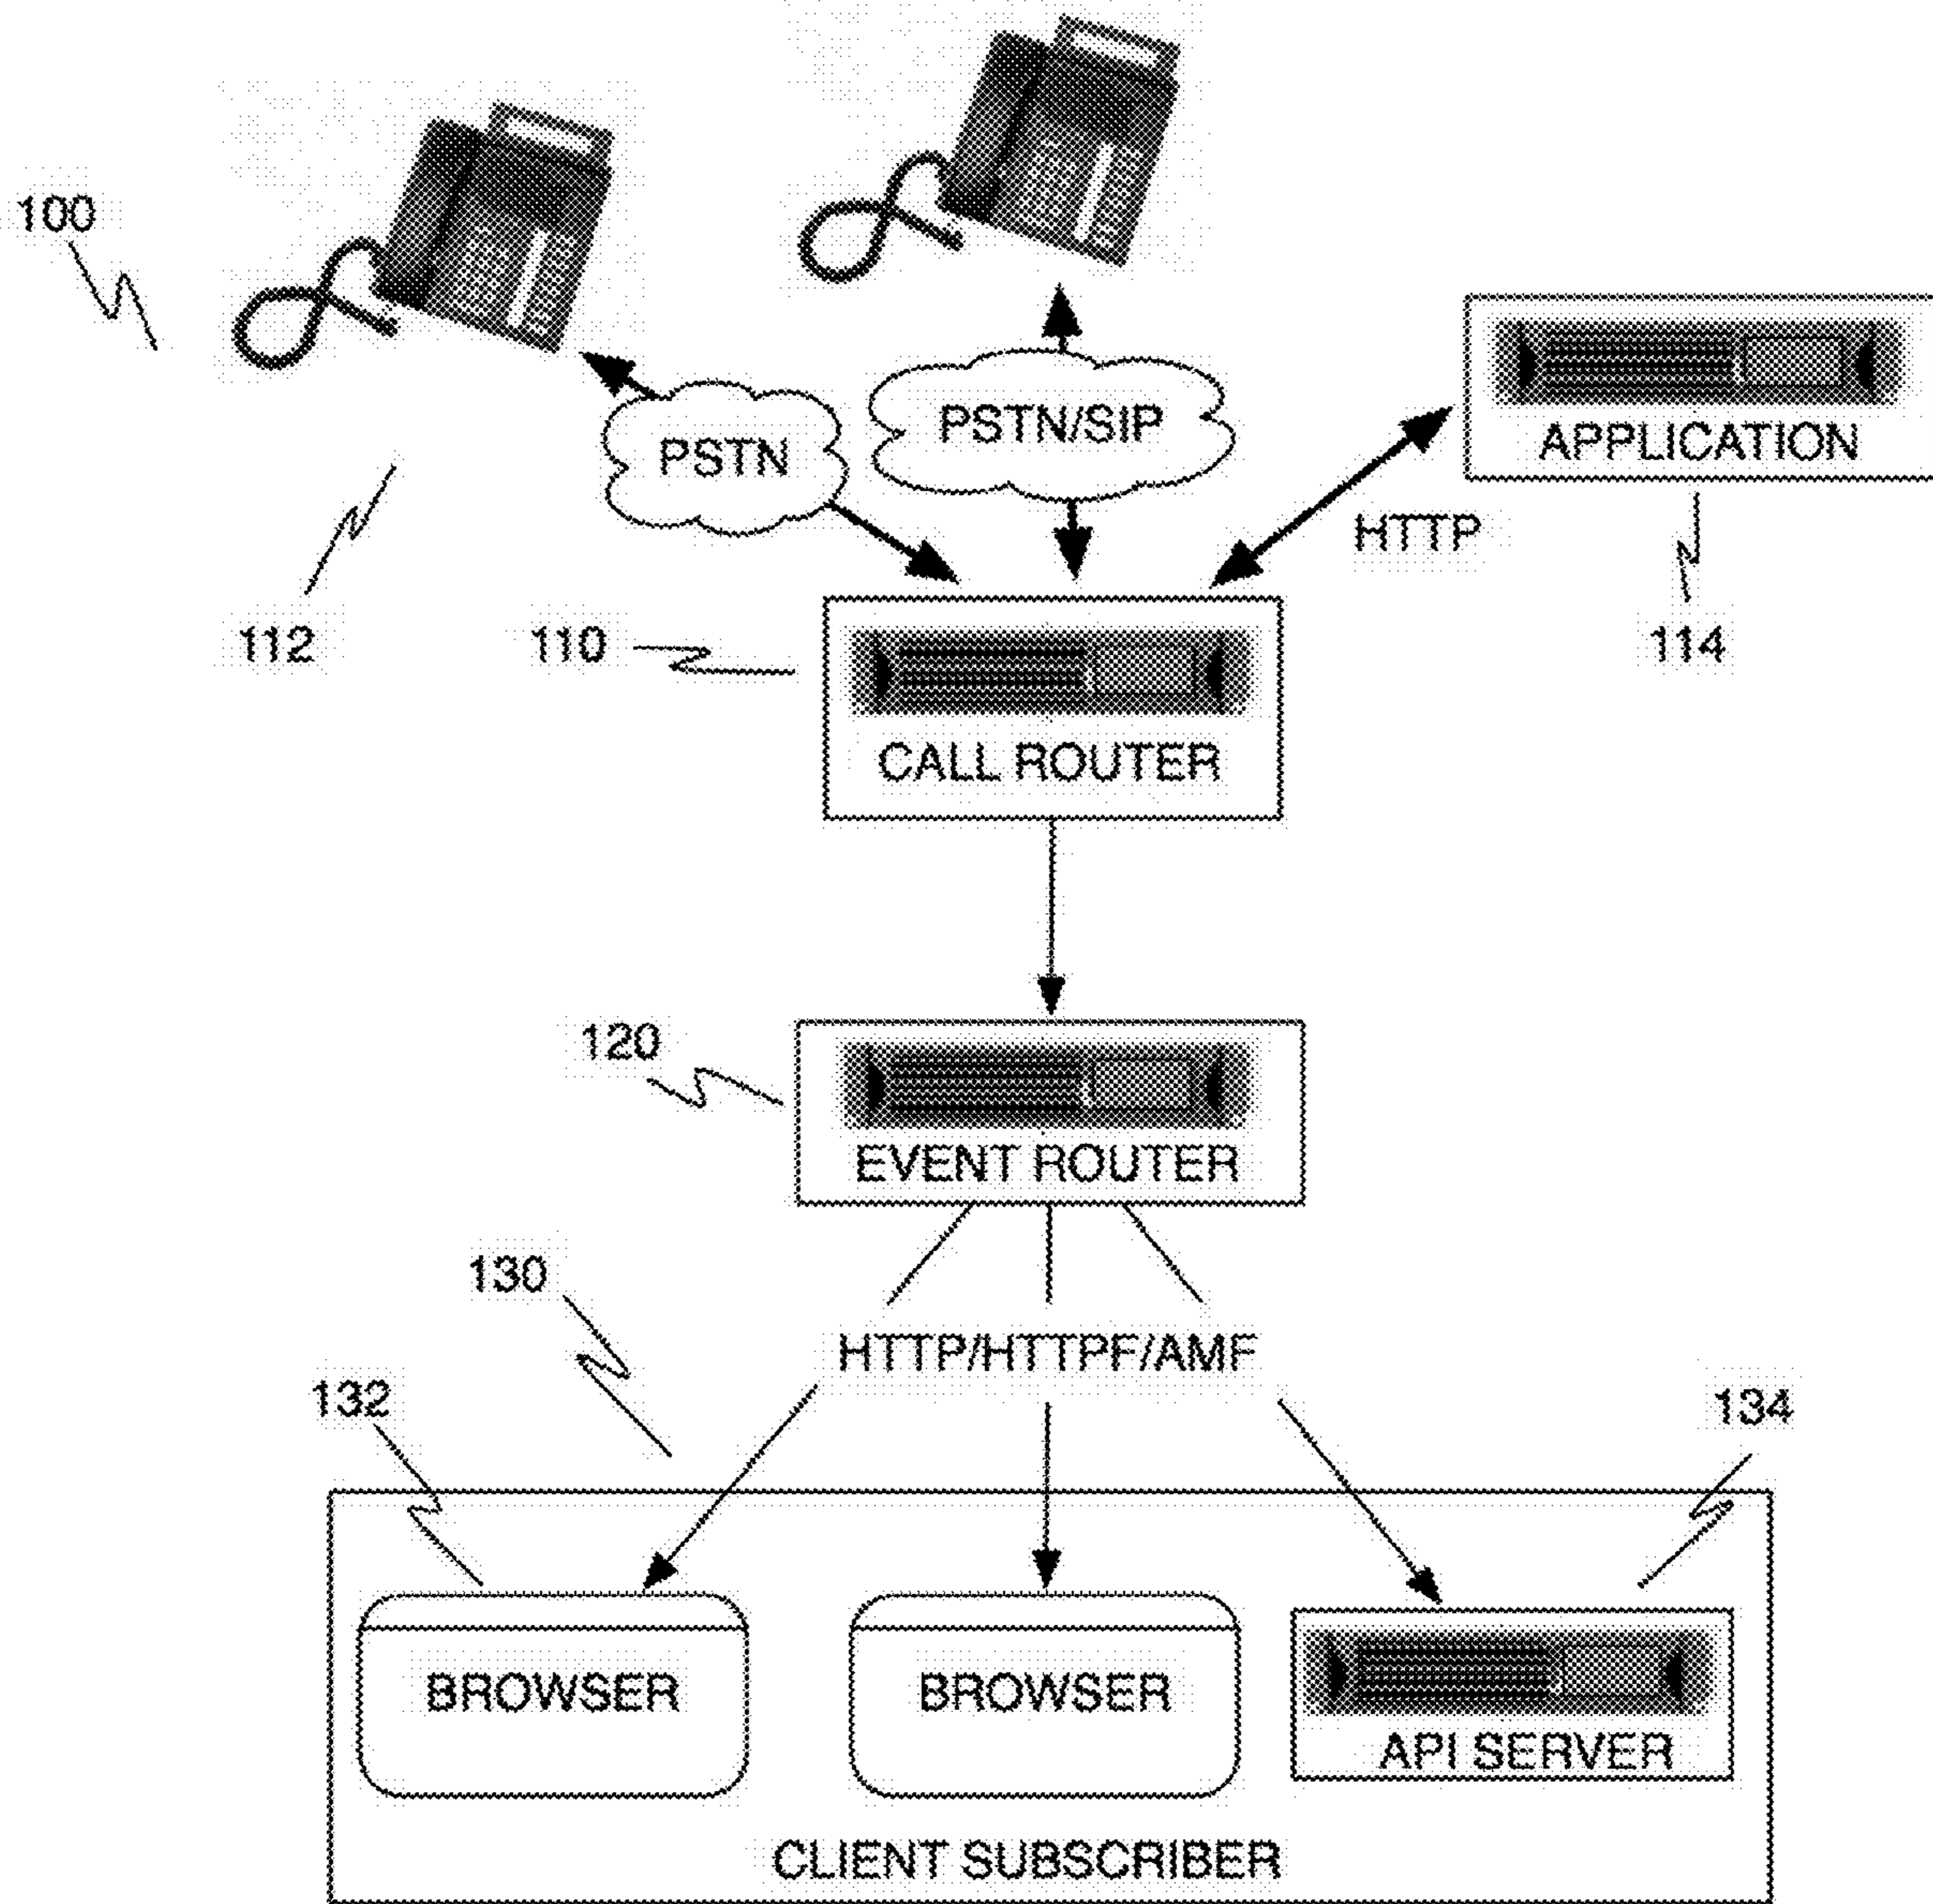 100
PSTN
PSTN/SIP
APPLICATION
HTTP
112
110
114
CALL ROUTER
120
EVENT ROUTER
130
HTTP/HTTPF/AMF
132
134
BROWSER
BROWSER
API SERVER
CLIENT SUBSCRIBER